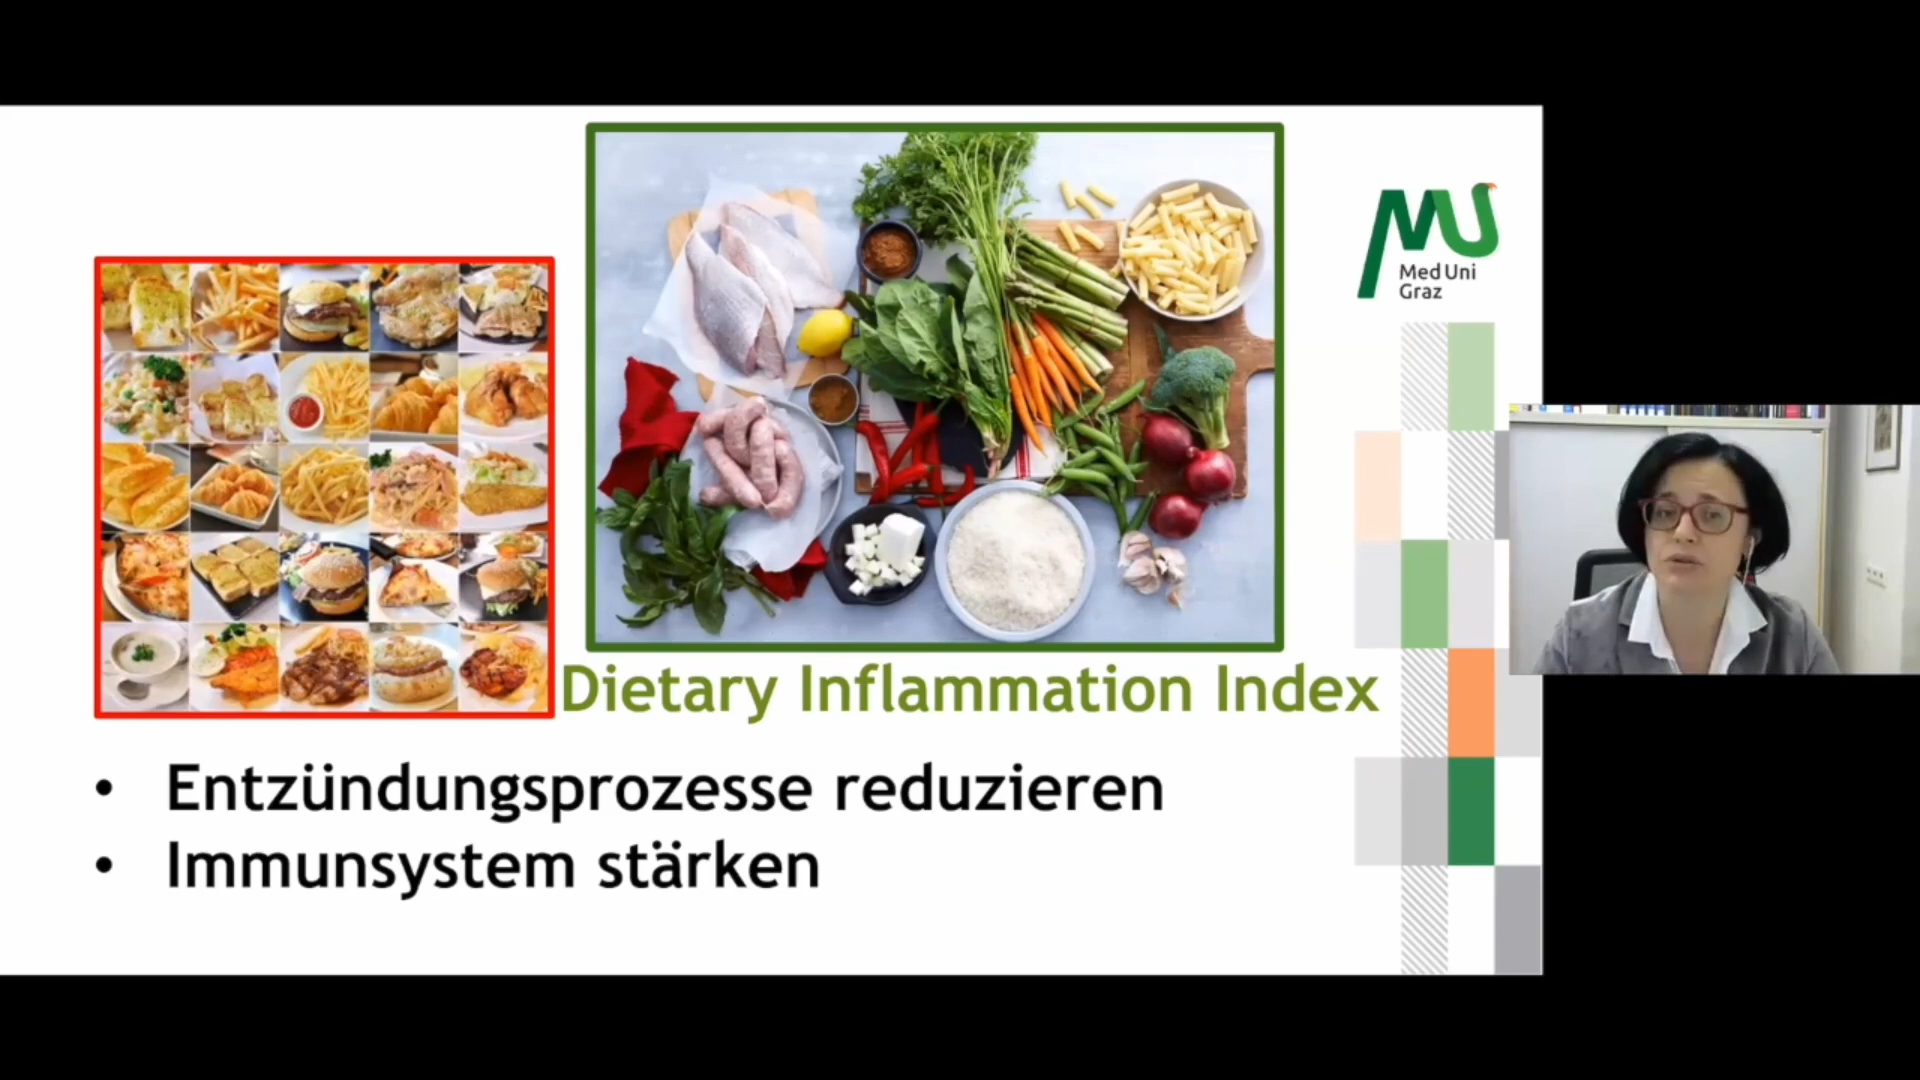 Med Uni
Graz
Dietary Inflammation Index
• Entzündungsprozesse reduzieren
• Immunsystem stärken